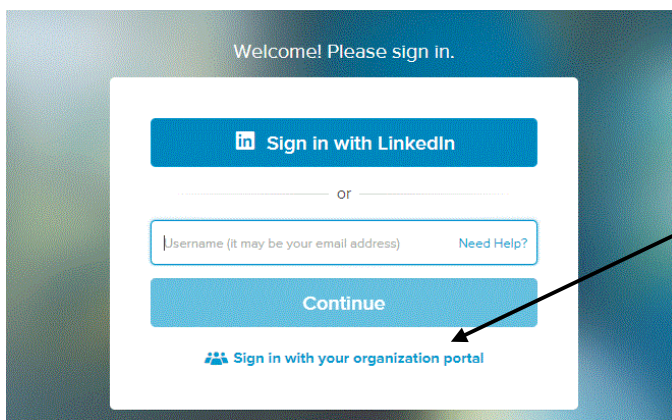 Welcome! Please sign in.
in Sign in with LinkedIn
or
Username (it may be your email address) Need Help?
Continue
Sign in with your organization portal